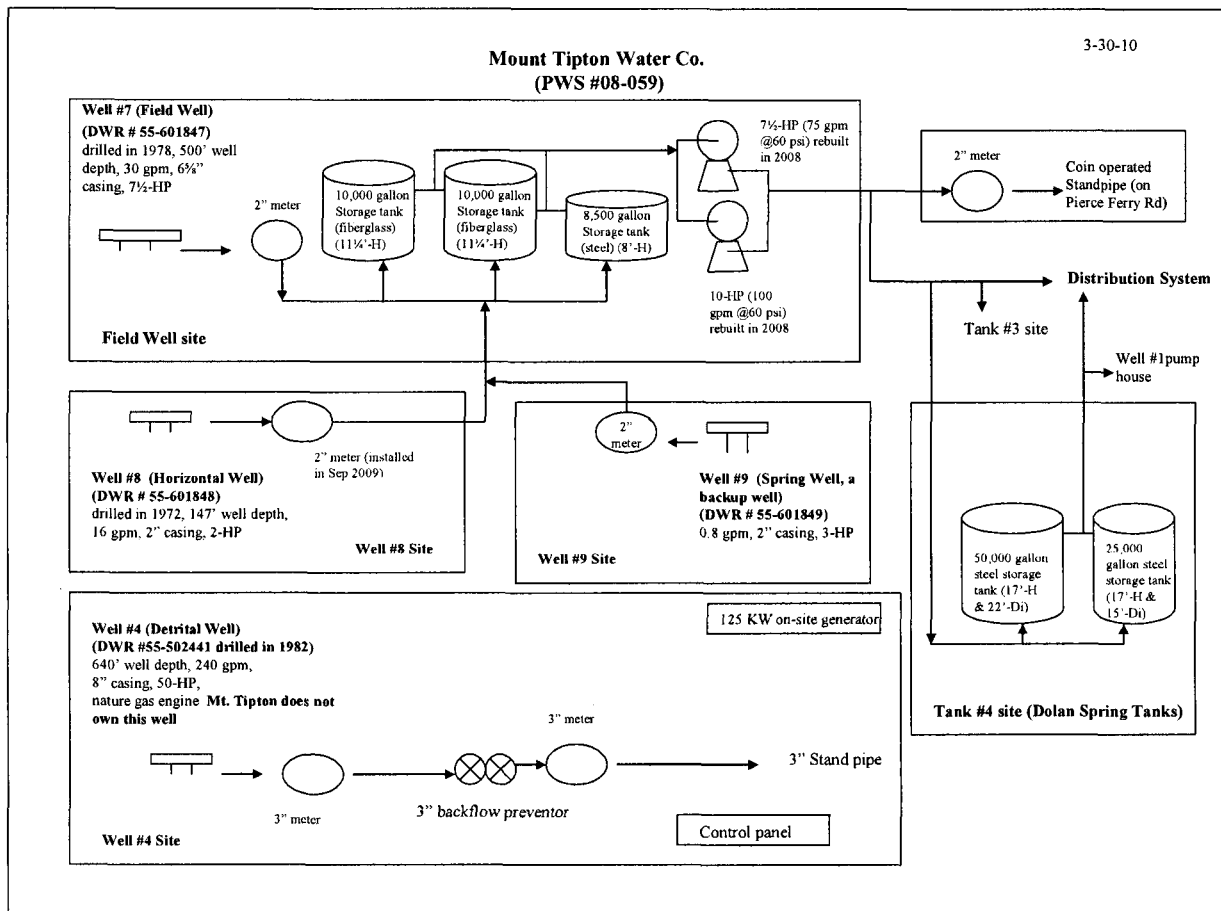 3-30-10
Mount Tipton Water Co.
(PWS #08-059)
Well #7 (Field Well)
(DWR # 55-601847)
drilled in 1978, 500' well
depth, 30 gpm, 6⅝"
casing, 7½-HP
2" meter
10,000 gallon
Storage tank
(fiberglass)
(11¼'-H)
10,000 gallon
Storage tank
(fiberglass)
(11¼'-H)
8,500 gallon
Storage tank
(steel) (8'-H)
7½-HP (75 gpm
@60 psi) rebuilt
in 2008
10-HP (100
gpm @60 psi)
rebuilt in 2008
Field Well site
2" meter
Coin operated
Standpipe (on
Pierce Ferry Rd)
Distribution System
Tank #3 site
Well #1pump
house
2" meter (installed
in Sep 2009)
Well #8 (Horizontal Well)
(DWR # 55-601848)
drilled in 1972, 147' well depth,
16 gpm, 2" casing, 2-HP
Well #8 Site
2"
meter
Well #9 (Spring Well, a
backup well)
(DWR # 55-601849)
0.8 gpm, 2" casing, 3-HP
Well #9 Site
50,000 gallon
steel storage
tank (17'-H
& 22'-Di)
25,000
gallon steel
storage tank
(17'-H &
15'-Di)
Tank #4 site (Dolan Spring Tanks)
Well #4 (Detrital Well)
(DWR #55-502441 drilled in 1982)
640' well depth, 240 gpm,
8" casing, 50-HP,
nature gas engine Mt. Tipton does not
own this well
125 KW on-site generator
3" meter
3" meter
3" backflow preventor
3" Stand pipe
Control panel
Well #4 Site